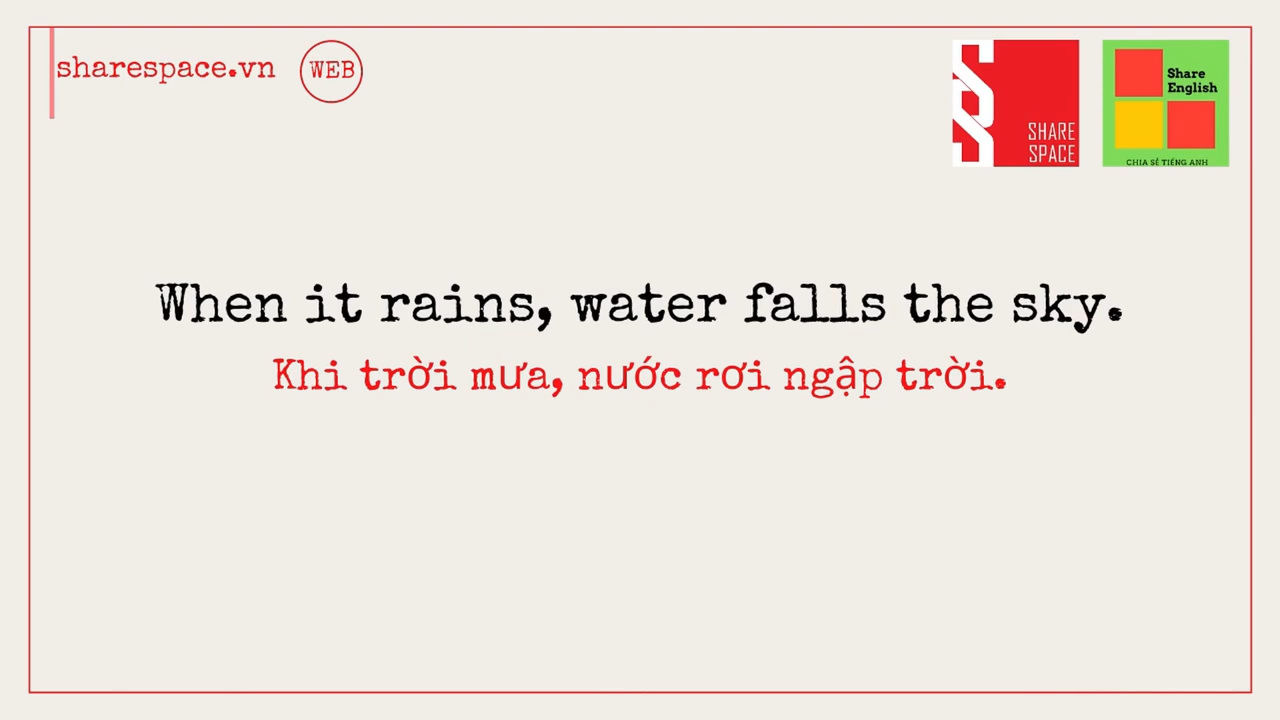 sharespace.vn
WEB
SHARE
SPACE
Share
English
CHIA SẺ TIẾNG ANH
When it rains, water falls the sky.
Khi trời mưa, nước rơi ngập trời.